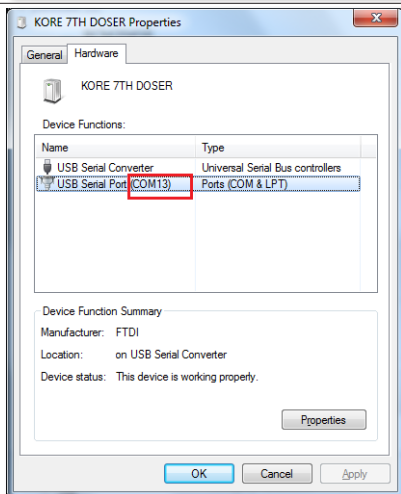 KORE 7TH DOSER Properties
General Hardware
KORE 7TH DOSER
Device Functions:
Name Type
USB Serial Converter Universal Serial Bus controllers
USB Serial Port (COM13) Ports (COM & LPT)
Device Function Summary
Manufacturer: FTDI
Location: on USB Serial Converter
Device status: This device is working properly.
Properties
OK Cancel Apply